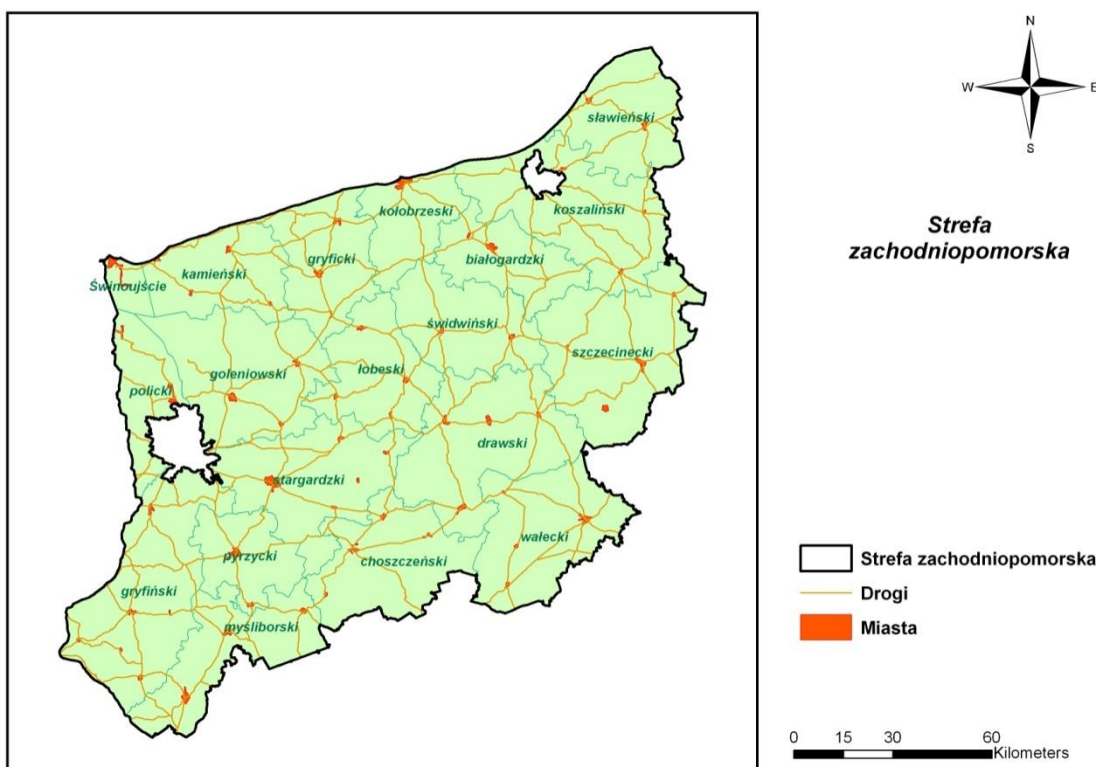 sławieński
kołobrzeski
koszaliński
Świnoujście
kamieński
gryficki
białogardzki
świdwiński
szczecinecki
policki
goleniowski
łobeski
drawski
stargardzki
wałecki
pyrzycki
choszczeński
gryfiński
myśliborski
N
W E
S
Strefa
zachodniopomorska
Strefa zachodniopomorska
Drogi
Miasta
0 15 30 60
Kilometers